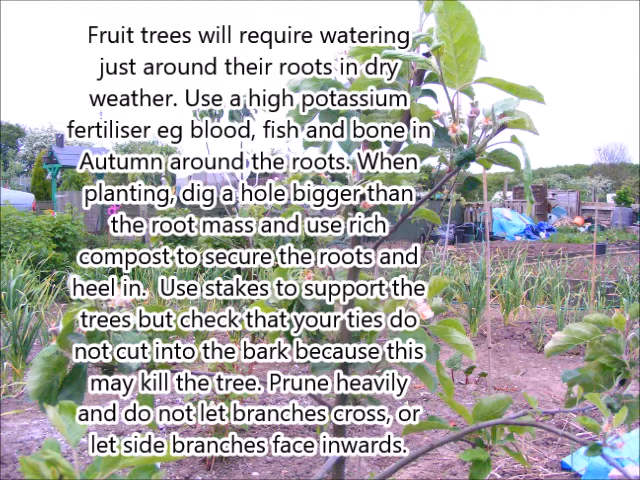 Fruit trees will require watering
just around their roots in dry
weather. Use a high potassium
fertiliser eg blood, fish and bone in
Autumn around the roots. When
planting, dig a hole bigger than
the root mass and use rich
compost to secure the roots and
heel in.  Use stakes to support the
trees but check that your ties do
not cut into the bark because this
may kill the tree. Prune heavily
and do not let branches cross, or
let side branches face inwards.